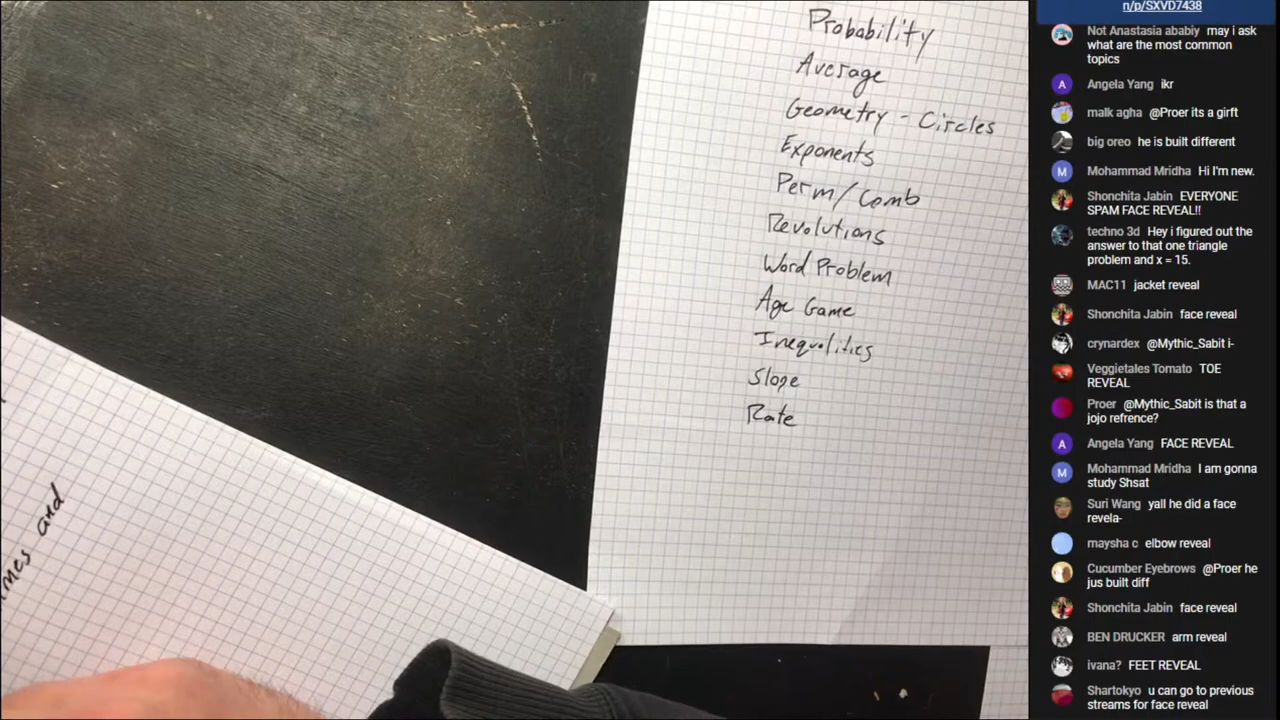 Probability
Average
Geometry - Circles
Exponents
Perm/Comb
Revolutions
Word Problem
Age Game
Inequalities
Slope
Rate
and
n/p/SXVD7438
Not Anastasia ababiy may i ask
what are the most common
topics
Angela Yang ikr
malk agha @Proer its a girft
big oreo he is built different
Mohammad Mridha Hi I'm new.
Shonchita Jabin EVERYONE
SPAM FACE REVEAL!!
techno 3d Hey i figured out the
answer to that one triangle
problem and x = 15.
MAC11 jacket reveal
Shonchita Jabin face reveal
crynardex @Mythic_Sabit i-
Veggietales Tomato TOE
REVEAL
Proer @Mythic_Sabit is that a
jojo refrence?
Angela Yang FACE REVEAL
Mohammad Mridha I am gonna
study Shsat
Suri Wang yall he did a face
revela-
maysha c elbow reveal
Cucumber Eyebrows @Proer he
jus built diff
Shonchita Jabin face reveal
BEN DRUCKER arm reveal
ivana? FEET REVEAL
Shartokyo u can go to previous
streams for face reveal